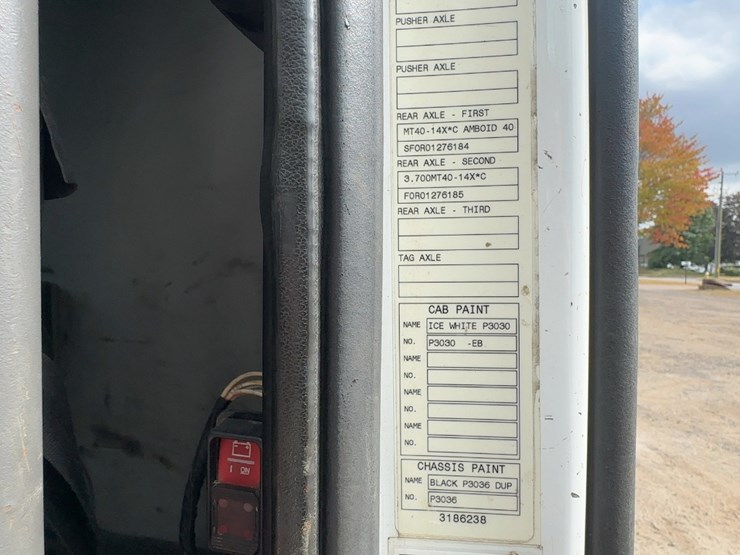 PUSHER AXLE
PUSHER AXLE
REAR AXLE - FIRST
MT40-14X*C AMBOID 40
SFOR01276184
REAR AXLE - SECOND
3.700MT40-14X*C
FOR01276185
REAR AXLE - THIRD
TAG AXLE
CAB PAINT
NAME ICE WHITE P3030
NO. P3030 -EB
NAME
NO.
NAME
NO.
NAME
NO.
CHASSIS PAINT
NAME BLACK P3036 DUP
NO. P3036
3186238